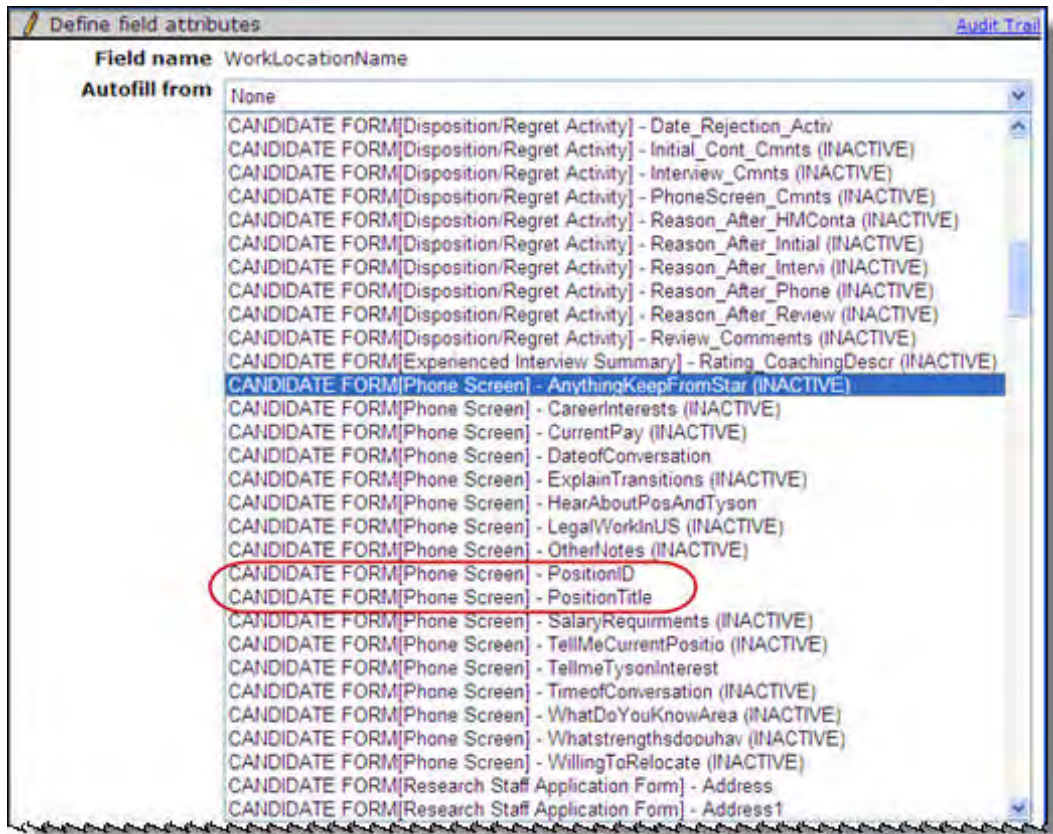 Define field attributes Audit Trail
Field name WorkLocationName
Autofill from None
CANDIDATE FORM[Disposition/Regret Activity] - Date_Rejection_Activ
CANDIDATE FORM[Disposition/Regret Activity] - Initial_Cont_Cmnts (INACTIVE)
CANDIDATE FORM[Disposition/Regret Activity] - Interview_Cmnts (INACTIVE)
CANDIDATE FORM[Disposition/Regret Activity] - PhoneScreen_Cmnts (INACTIVE)
CANDIDATE FORM[Disposition/Regret Activity] - Reason_After_HMConta (INACTIVE)
CANDIDATE FORM[Disposition/Regret Activity] - Reason_After_Initial (INACTIVE)
CANDIDATE FORM[Disposition/Regret Activity] - Reason_After_Intervi (INACTIVE)
CANDIDATE FORM[Disposition/Regret Activity] - Reason_After_Phone (INACTIVE)
CANDIDATE FORM[Disposition/Regret Activity] - Reason_After_Review (INACTIVE)
CANDIDATE FORM[Disposition/Regret Activity] - Review_Comments (INACTIVE)
CANDIDATE FORM[Experienced Interview Summary] - Rating_CoachingDescr (INACTIVE)
CANDIDATE FORM[Phone Screen] - AnythingKeepFromStar (INACTIVE)
CANDIDATE FORM[Phone Screen] - CareerInterests (INACTIVE)
CANDIDATE FORM[Phone Screen] - CurrentPay (INACTIVE)
CANDIDATE FORM[Phone Screen] - DateofConversation
CANDIDATE FORM[Phone Screen] - ExplainTransitions (INACTIVE)
CANDIDATE FORM[Phone Screen] - HearAboutPosAndTyson
CANDIDATE FORM[Phone Screen] - LegalWorkInUS (INACTIVE)
CANDIDATE FORM[Phone Screen] - OtherNotes (INACTIVE)
CANDIDATE FORM[Phone Screen] - PositionID
CANDIDATE FORM[Phone Screen] - PositionTitle
CANDIDATE FORM[Phone Screen] - SalaryRequirments (INACTIVE)
CANDIDATE FORM[Phone Screen] - TellMeCurrentPositio (INACTIVE)
CANDIDATE FORM[Phone Screen] - TellmeTysonInterest
CANDIDATE FORM[Phone Screen] - TimeofConversation (INACTIVE)
CANDIDATE FORM[Phone Screen] - WhatDoYouKnowArea (INACTIVE)
CANDIDATE FORM[Phone Screen] - Whatstrengthsdoouhav (INACTIVE)
CANDIDATE FORM[Phone Screen] - WillingToRelocate (INACTIVE)
CANDIDATE FORM[Research Staff Application Form] - Address
CANDIDATE FORM[Research Staff Application Form] - Address1